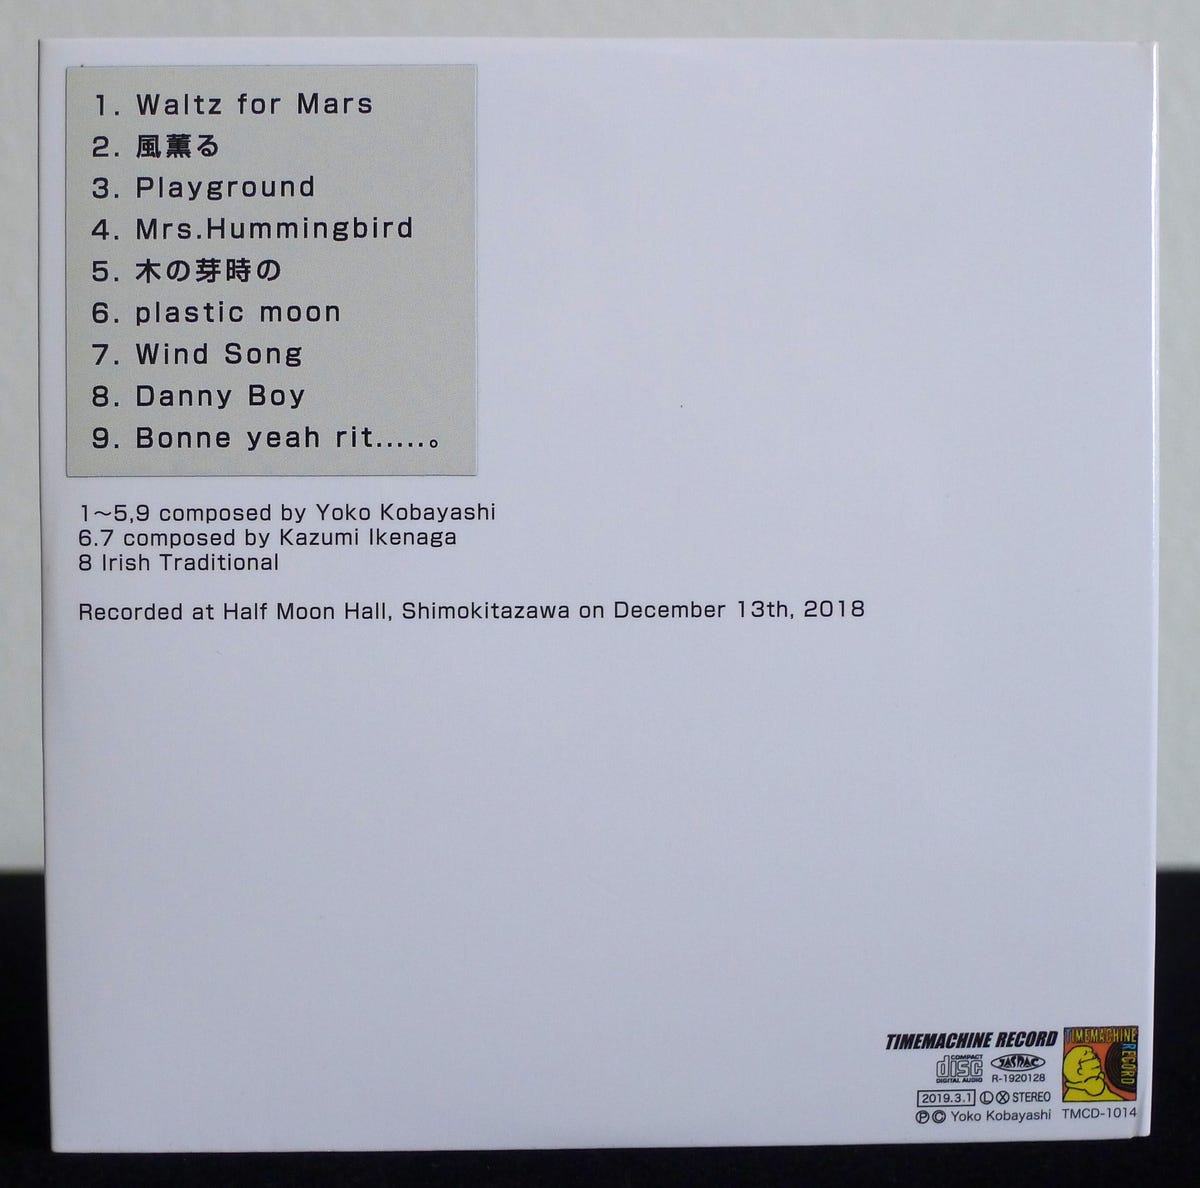 1. Waltz for Mars
2. 風薫る
3. Playground
4. Mrs.Hummingbird
5. 木の芽時の
6. plastic moon
7. Wind Song
8. Danny Boy
9. Bonne yeah rit.....。
1〜5,9 composed by Yoko Kobayashi
6.7 composed by Kazumi Ikenaga
8 Irish Traditional
Recorded at Half Moon Hall, Shimokitazawa on December 13th, 2018
TIMEMACHINE RECORD
TIMEMACHINE
RECORD
COMPACT
disc
DIGITAL AUDIO
JASRAC
R-1920128
2019.3.1 Ⓛ Ⓧ STEREO
Ⓟ Ⓒ Yoko Kobayashi
TMCD-1014